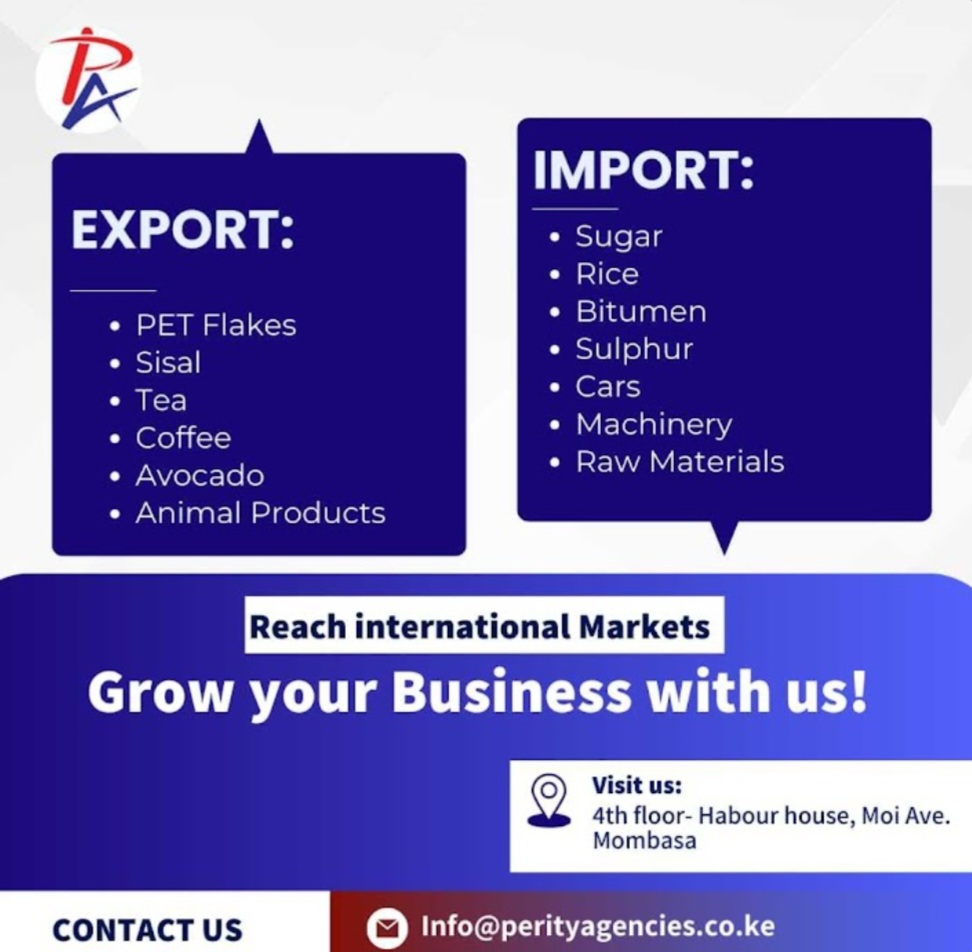 PA
EXPORT:
• PET Flakes
• Sisal
• Tea
• Coffee
• Avocado
• Animal Products
IMPORT:
• Sugar
• Rice
• Bitumen
• Sulphur
• Cars
• Machinery
• Raw Materials
Reach international Markets
Grow your Business with us!
Visit us:
4th floor- Habour house, Moi Ave.
Mombasa
CONTACT US
Info@perityagencies.co.ke